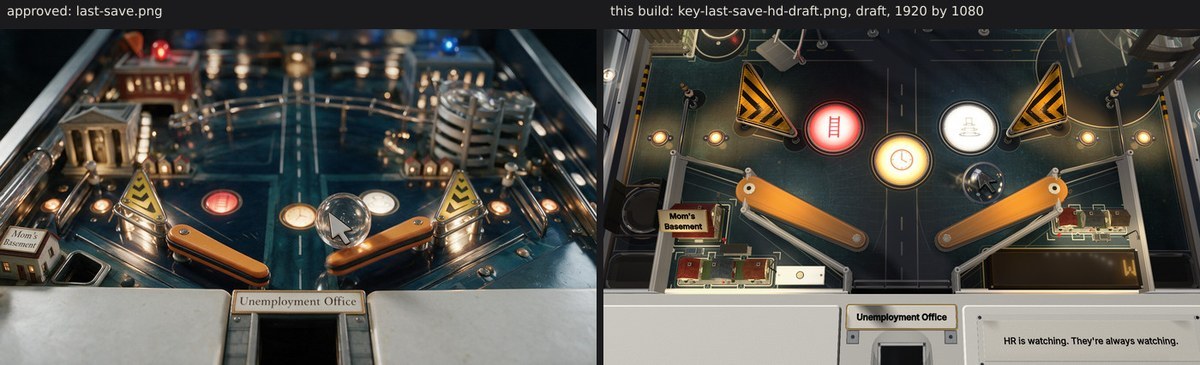 approved: last-save.png
this build: key-last-save-hd-draft.png, draft, 1920 by 1080
Mom's
Basement
Unemployment Office
Mom's
Basement
Unemployment Office
HR is watching. They're always watching.